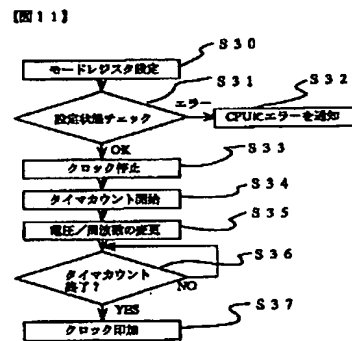 【図11】
S30
モードレジスタ設定
S31
S32
エラー
設定状態チェック
CPUにエラーを通知
OK
S33
クロック停止
S34
タイマカウント開始
S35
電圧／周波数の変更
S36
タイマカウント
終了？
NO
YES
S37
クロック印加